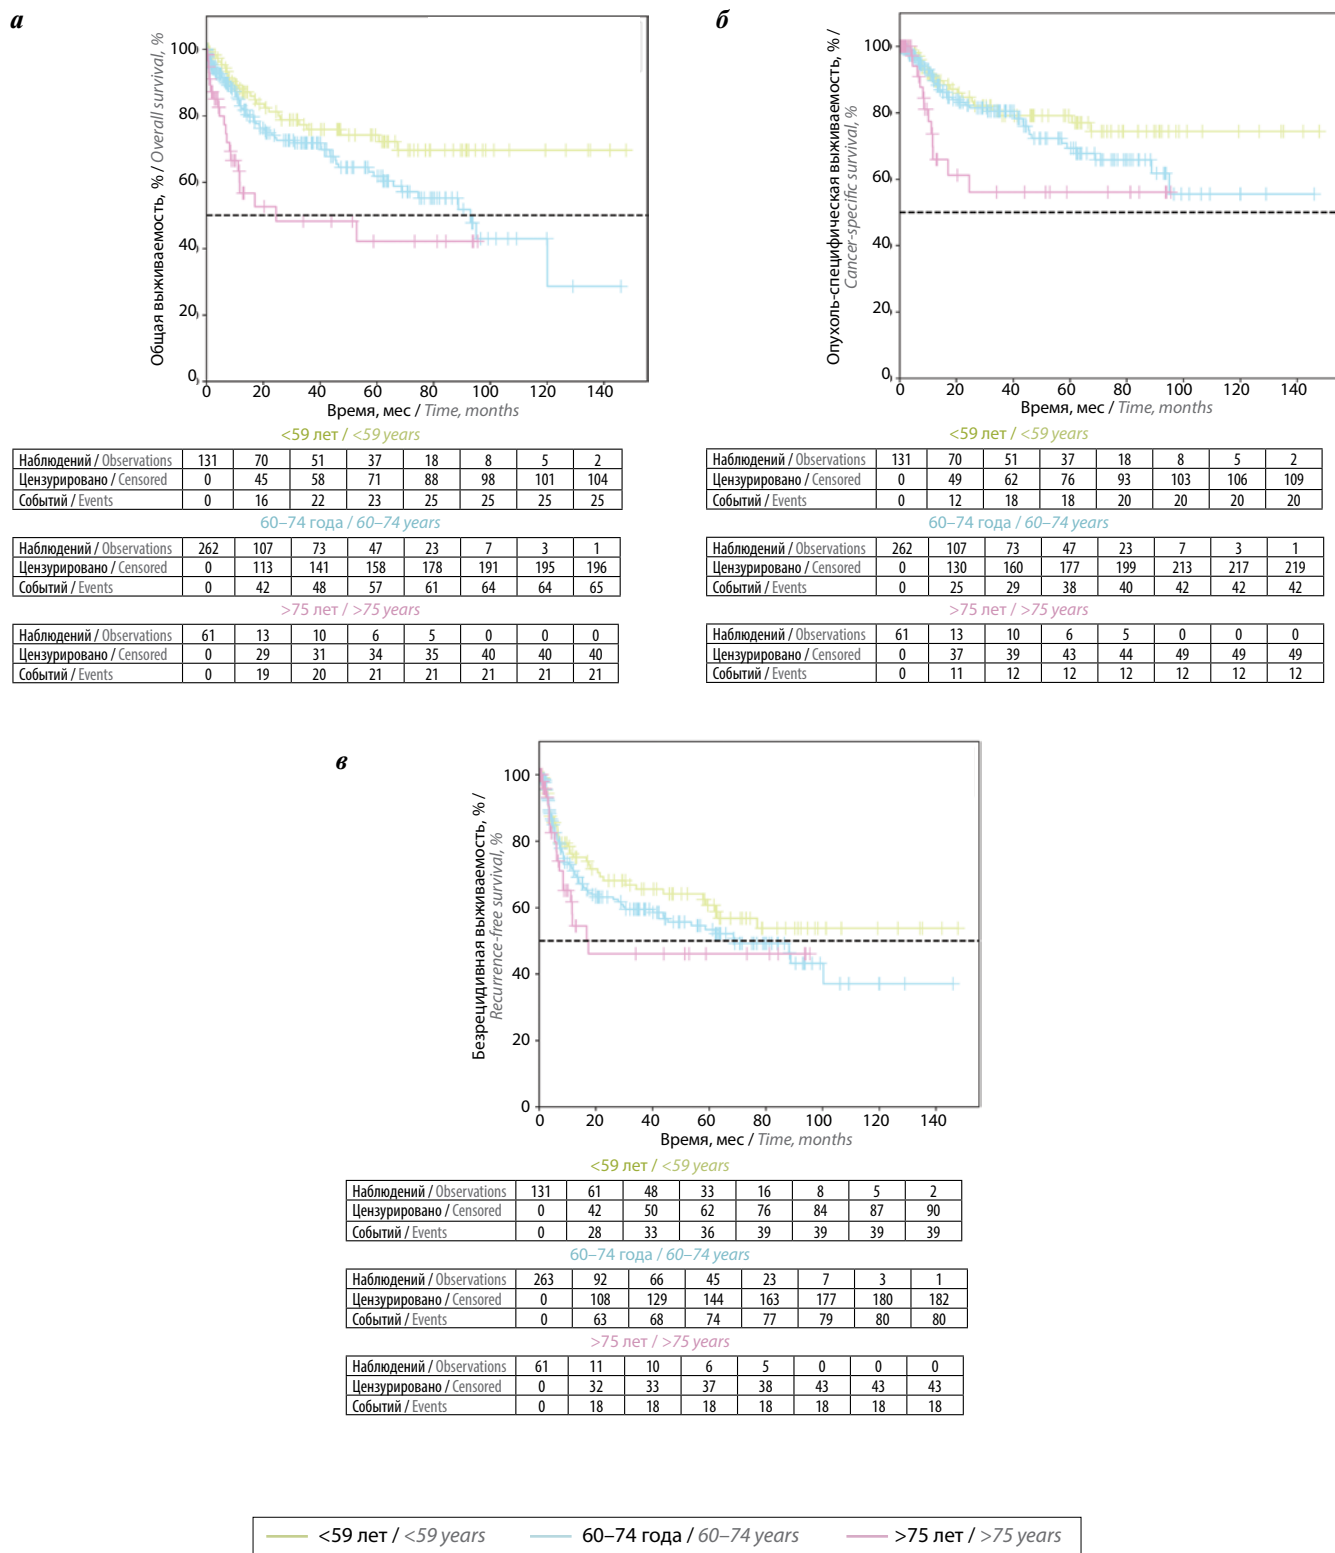 а
Общая выживаемость, % / Overall survival, %
100
80
60
40
20
0
0 20 40 60 80 100 120 140
Время, мес / Time, months
<59 лет / <59 years
Наблюдений / Observations 131 70 51 37 18 8 5 2
Цензурировано / Censored 0 45 58 71 88 98 101 104
Событий / Events 0 16 22 23 25 25 25 25
60–74 года / 60–74 years
Наблюдений / Observations 262 107 73 47 23 7 3 1
Цензурировано / Censored 0 113 141 158 178 191 195 196
Событий / Events 0 42 48 57 61 64 64 65
>75 лет / >75 years
Наблюдений / Observations 61 13 10 6 5 0 0 0
Цензурировано / Censored 0 29 31 34 35 40 40 40
Событий / Events 0 19 20 21 21 21 21 21
б
Опухоль-специфическая выживаемость, % /
Cancer-specific survival, %
100
80
60
40
20
0
0 20 40 60 80 100 120 140
Время, мес / Time, months
<59 лет / <59 years
Наблюдений / Observations 131 70 51 37 18 8 5 2
Цензурировано / Censored 0 49 62 76 93 103 106 109
Событий / Events 0 12 18 18 20 20 20 20
60–74 года / 60–74 years
Наблюдений / Observations 262 107 73 47 23 7 3 1
Цензурировано / Censored 0 130 160 177 199 213 217 219
Событий / Events 0 25 29 38 40 42 42 42
>75 лет / >75 years
Наблюдений / Observations 61 13 10 6 5 0 0 0
Цензурировано / Censored 0 37 39 43 44 49 49 49
Событий / Events 0 11 12 12 12 12 12 12
в
Безрецидивная выживаемость, % /
Recurrence-free survival, %
100
80
60
40
20
0
0 20 40 60 80 100 120 140
Время, мес / Time, months
<59 лет / <59 years
Наблюдений / Observations 131 61 48 33 16 8 5 2
Цензурировано / Censored 0 42 50 62 76 84 87 90
Событий / Events 0 28 33 36 39 39 39 39
60–74 года / 60–74 years
Наблюдений / Observations 263 92 66 45 23 7 3 1
Цензурировано / Censored 0 108 129 144 163 177 180 182
Событий / Events 0 63 68 74 77 79 80 80
>75 лет / >75 years
Наблюдений / Observations 61 11 10 6 5 0 0 0
Цензурировано / Censored 0 32 33 37 38 43 43 43
Событий / Events 0 18 18 18 18 18 18 18
<59 лет / <59 years 60–74 года / 60–74 years >75 лет / >75 years